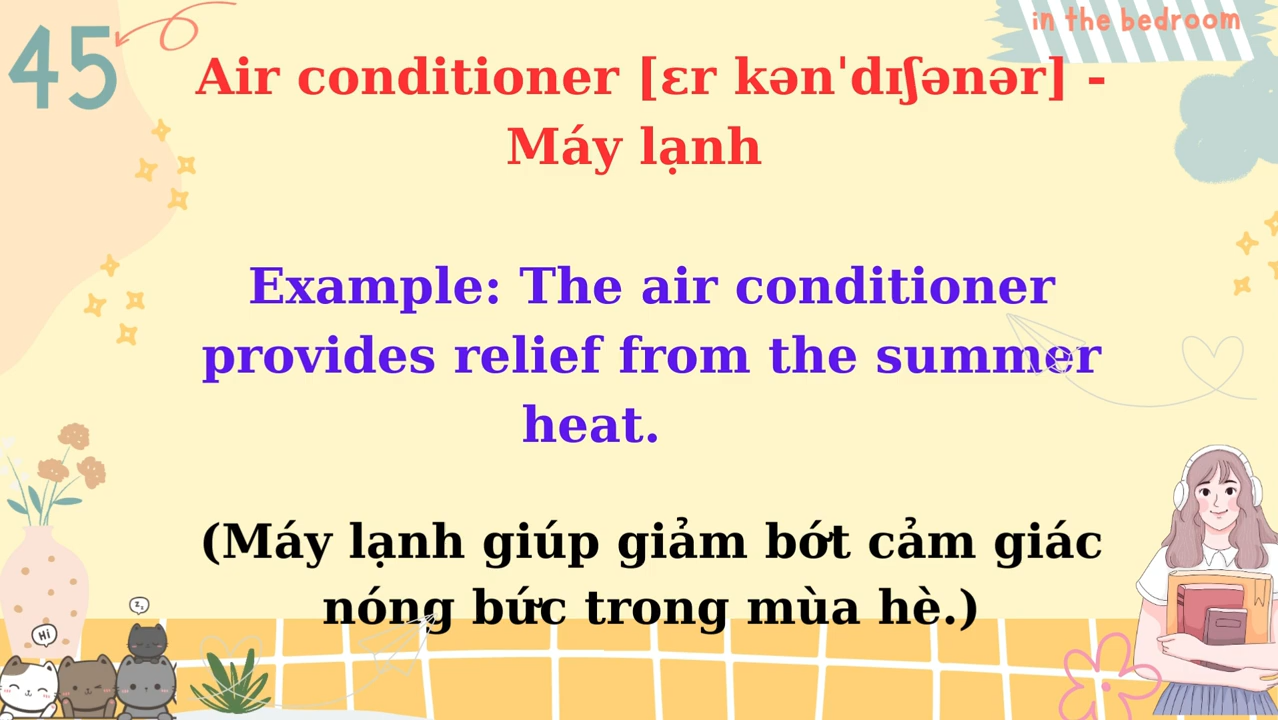 in the bedroom
45
Air conditioner [ɛr kənˈdɪʃənər] -
Máy lạnh
Example: The air conditioner
provides relief from the summer
heat.
(Máy lạnh giúp giảm bớt cảm giác
nóng bức trong mùa hè.)
z z
Hi